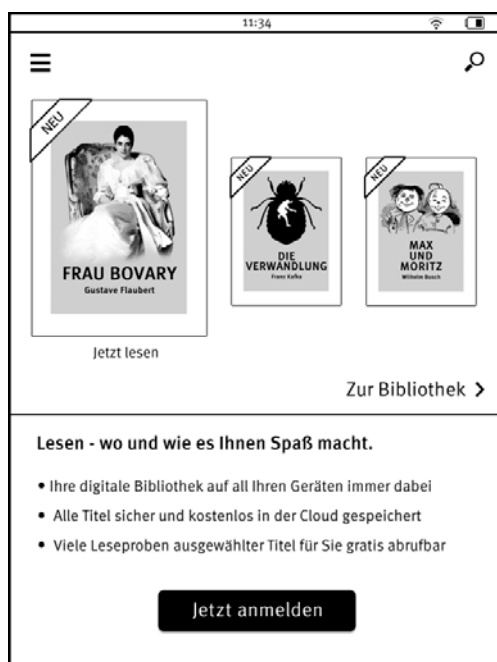 11:34
NEU
FRAU BOVARY
Gustave Flaubert
Jetzt lesen
NEU
DIE
VERWANDLUNG
Franz Kafka
NEU
MAX
UND
MORITZ
Wilhelm Busch
Zur Bibliothek
Lesen - wo und wie es Ihnen Spaß macht.
• Ihre digitale Bibliothek auf all Ihren Geräten immer dabei
• Alle Titel sicher und kostenlos in der Cloud gespeichert
• Viele Leseproben ausgewählter Titel für Sie gratis abrufbar
Jetzt anmelden